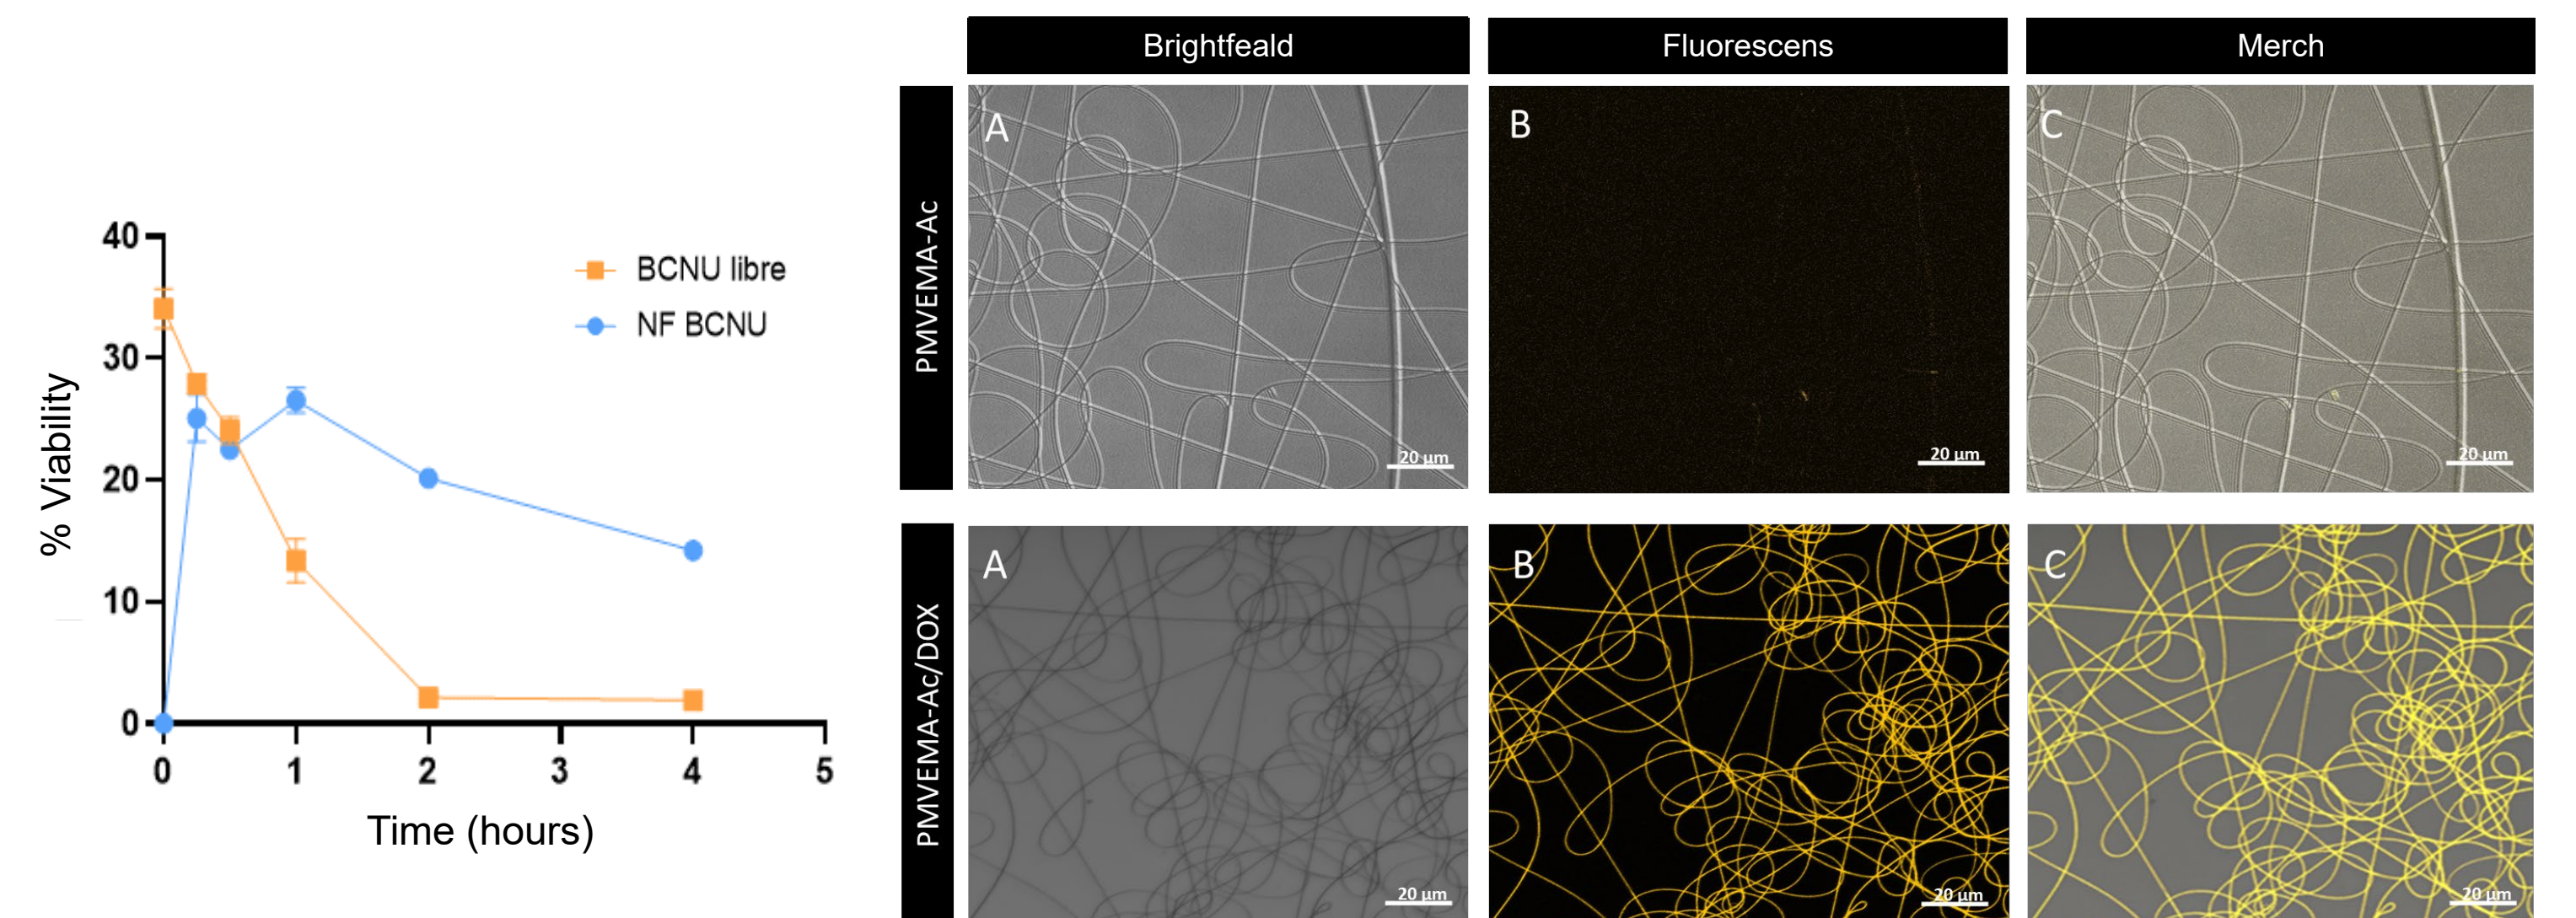 % Viability
40
30
20
10
0
0 1 2 3 4 5
Time (hours)
BCNU libre
NF BCNU
Brightfeald Fluorescens Merch
PMVEMA-Ac
A B C
20 µm 20 µm 20 µm
PMVEMA-Ac/DOX
A B C
20 µm 20 µm 20 µm